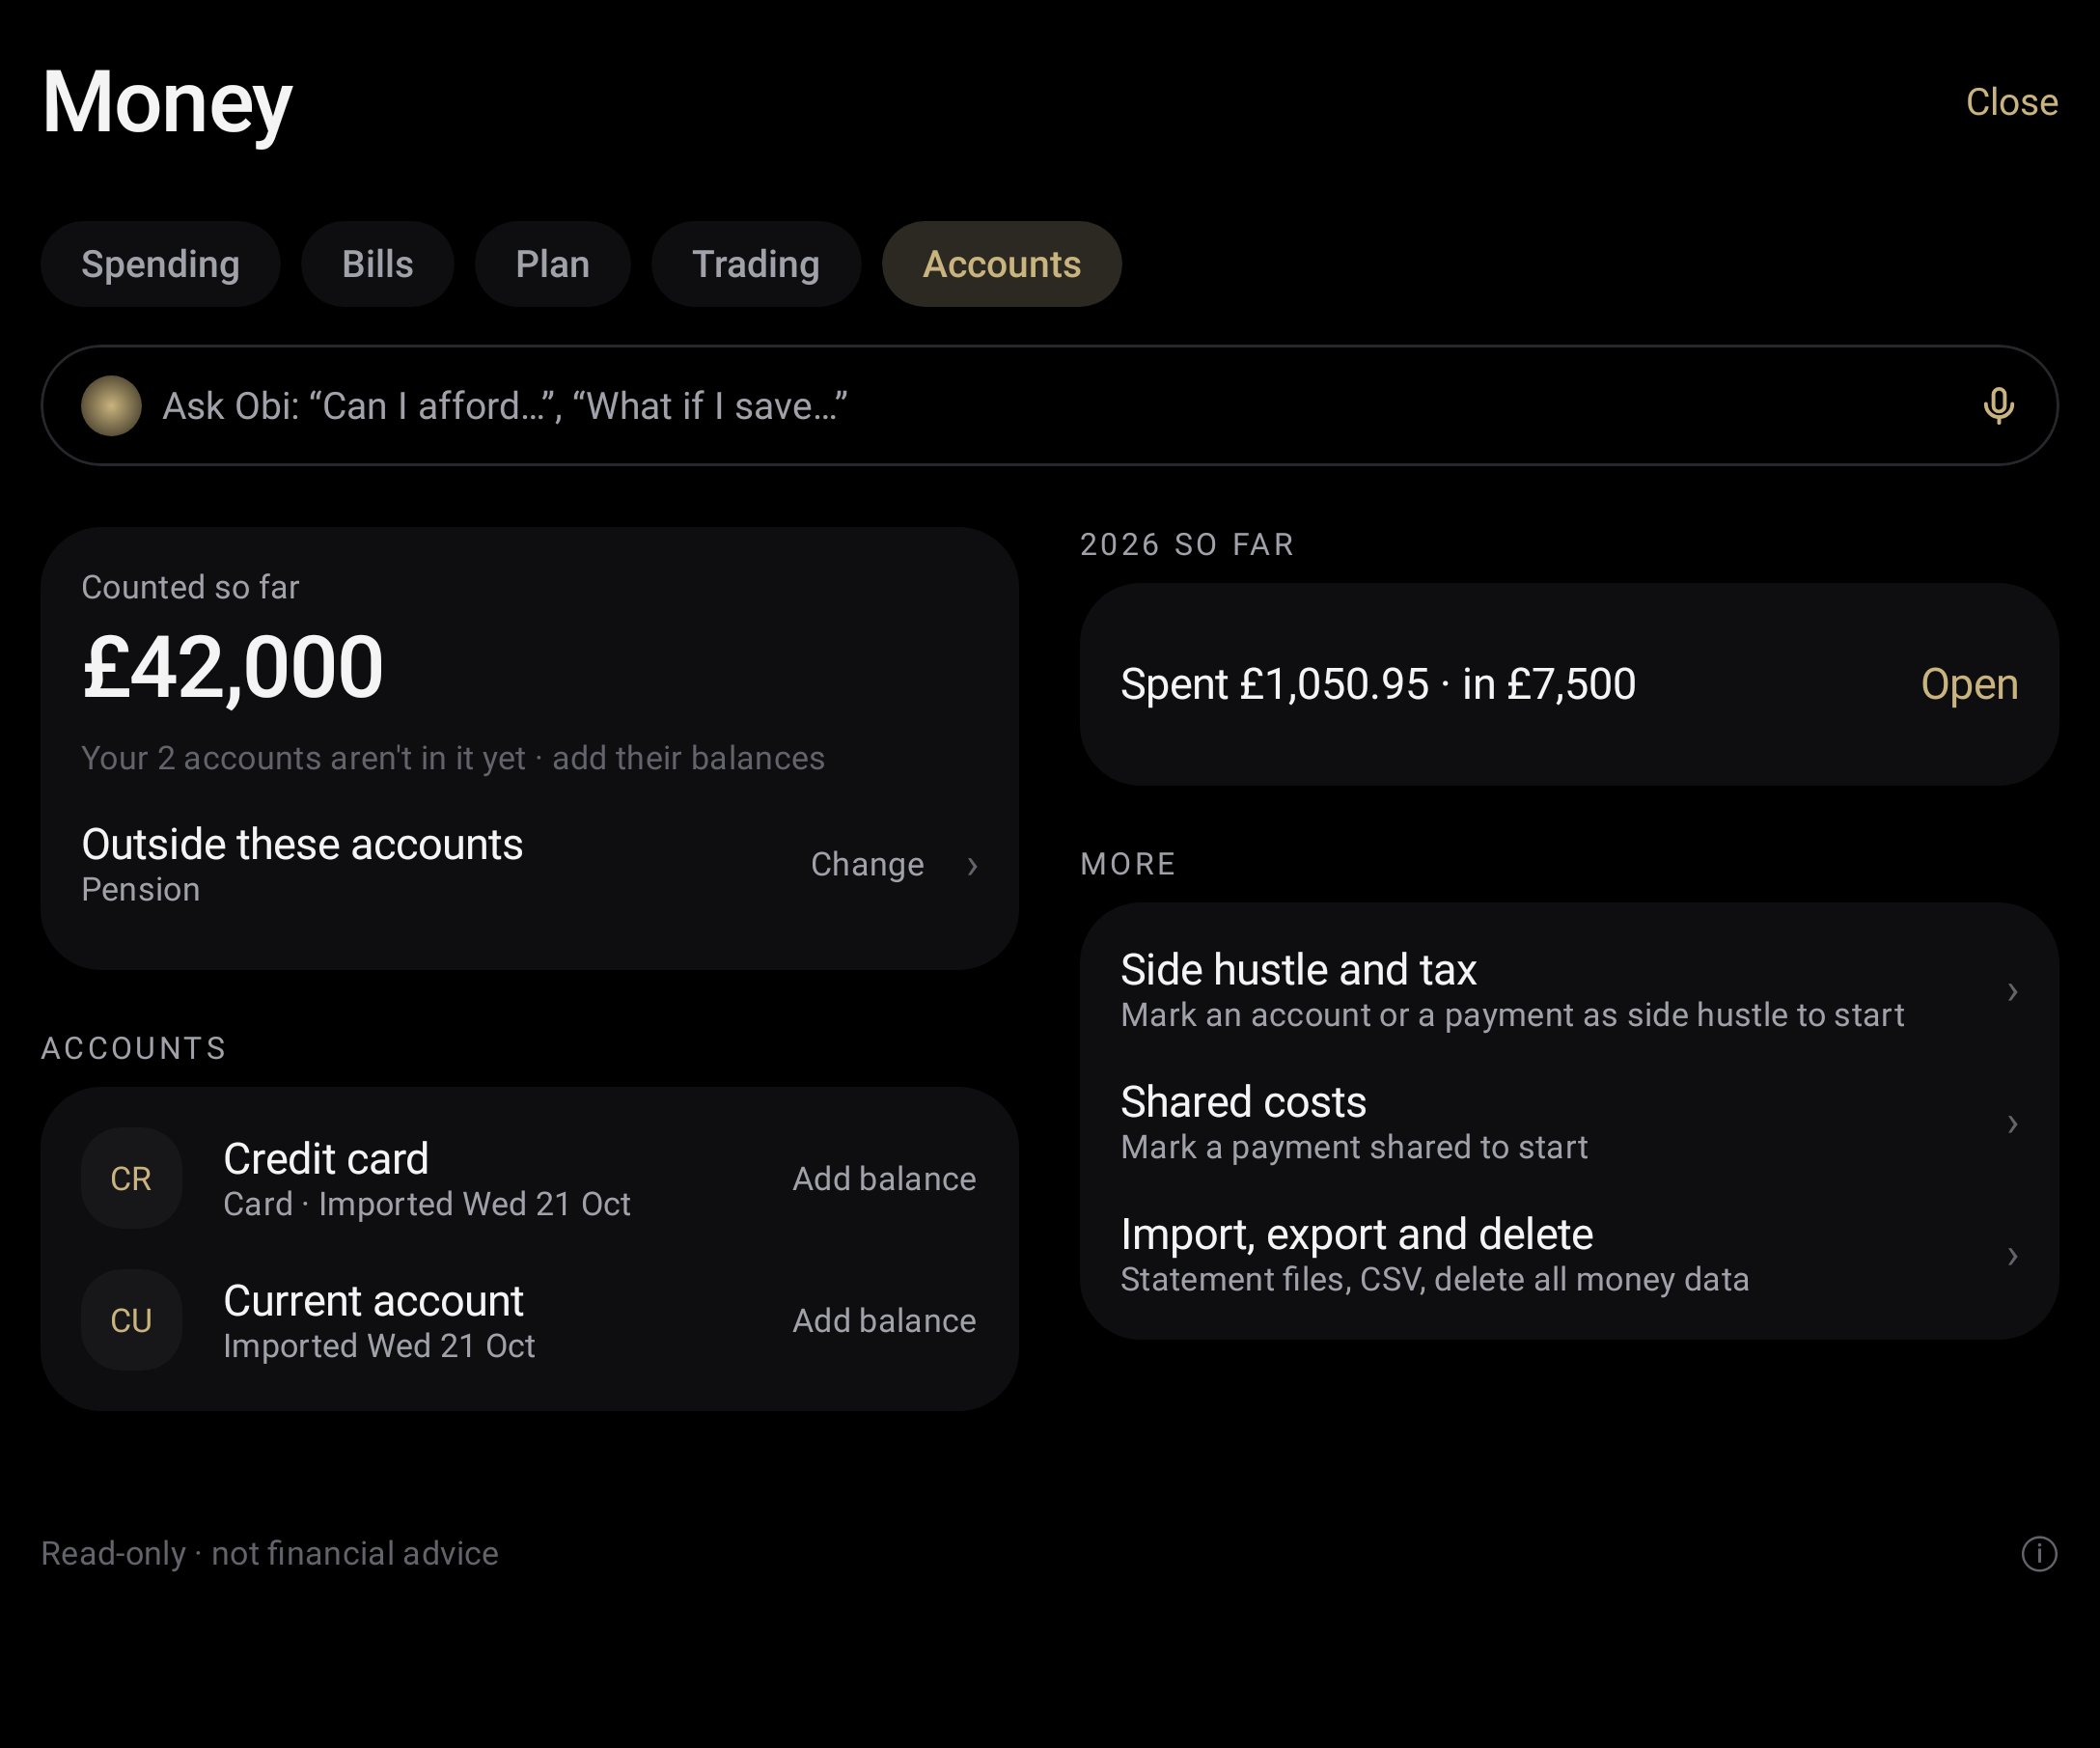 Money
Close
Spending
Bills
Plan
Trading
Accounts
Ask Obi: “Can I afford…”, “What if I save…”
Counted so far
£42,000
Your 2 accounts aren't in it yet · add their balances
Outside these accounts
Pension
Change
ACCOUNTS
CR
Credit card
Card · Imported Wed 21 Oct
Add balance
CU
Current account
Imported Wed 21 Oct
Add balance
2026 SO FAR
Spent £1,050.95 · in £7,500
Open
MORE
Side hustle and tax
Mark an account or a payment as side hustle to start
Shared costs
Mark a payment shared to start
Import, export and delete
Statement files, CSV, delete all money data
Read-only · not financial advice